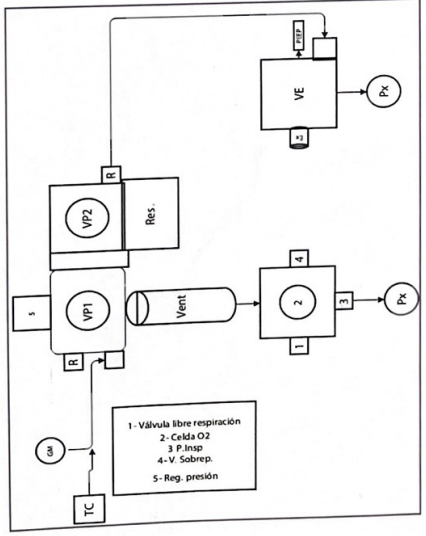 PIEP
VE
Px
R
VP2
Res.
5
VP1
R
Vent
4
2
3
1
Px
GM
TC
1- Válvula libre respiración
2- Celda O2
3 P.Insp
4- V. Sobrep.
5- Reg. presión